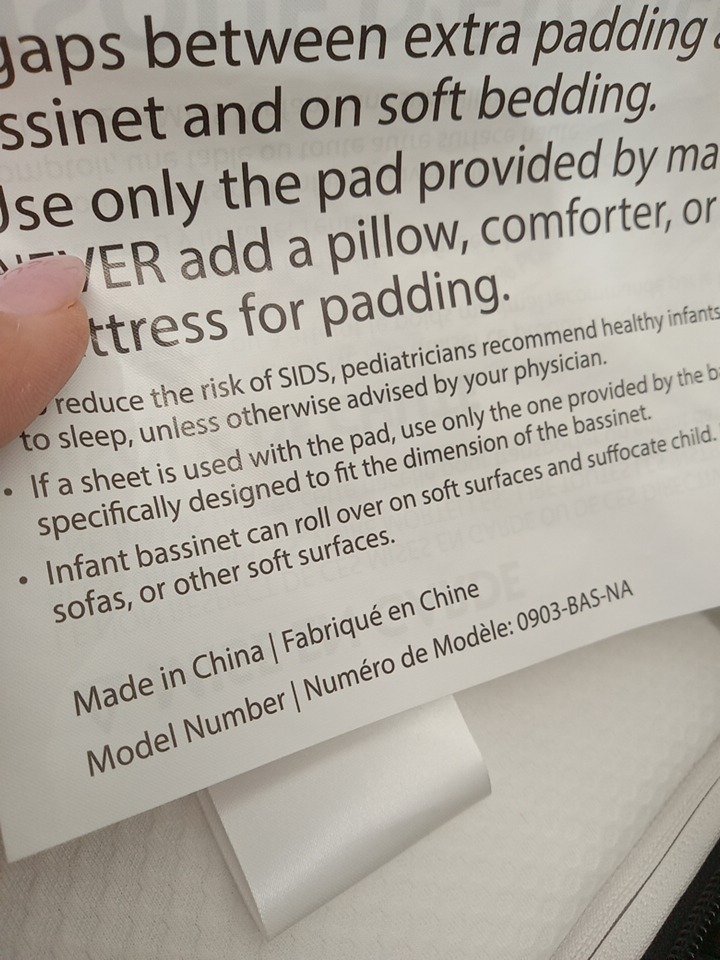 gaps between extra padding
ssinet and on soft bedding.
Use only the pad provided by ma
NEVER add a pillow, comforter, or
ttress for padding.
reduce the risk of SIDS, pediatricians recommend healthy infants
to sleep, unless otherwise advised by your physician.
• If a sheet is used with the pad, use only the one provided by the b
specifically designed to fit the dimension of the bassinet.
• Infant bassinet can roll over on soft surfaces and suffocate child.
sofas, or other soft surfaces.
Made in China | Fabriqué en Chine
Model Number | Numéro de Modèle: 0903-BAS-NA